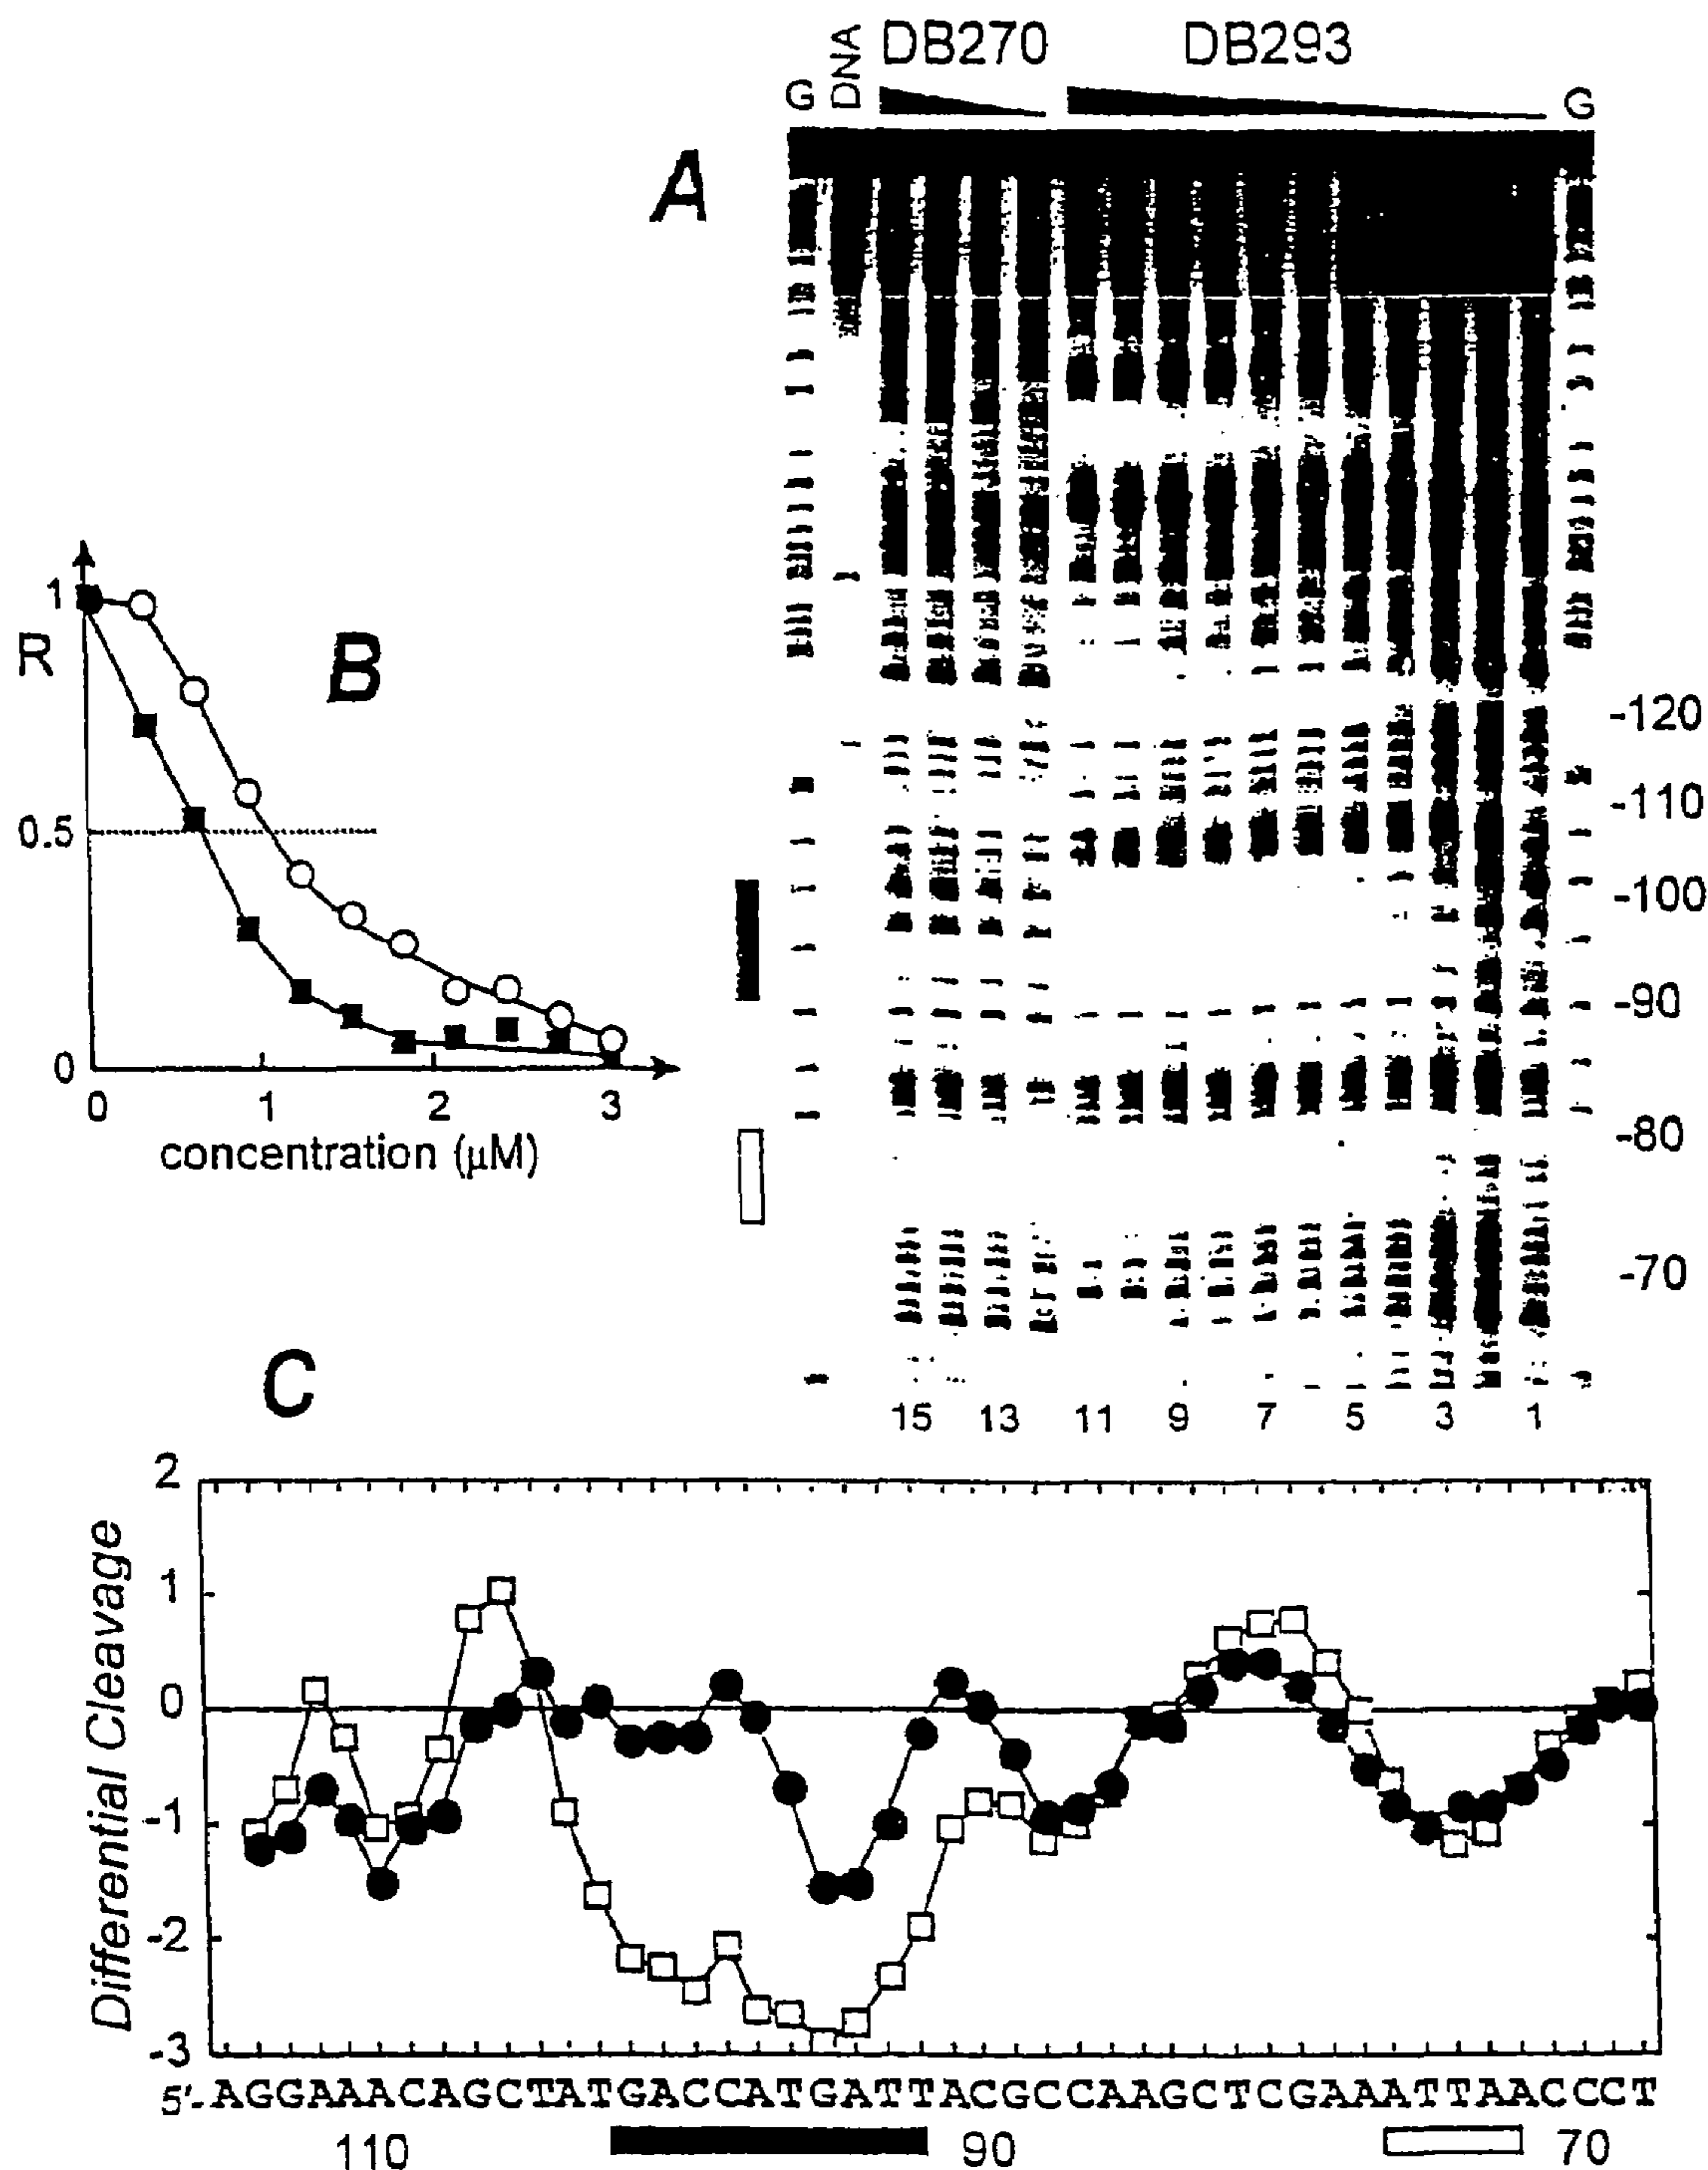 DB270 DB293
G DNA G
A
1
R
B
0.5
0
0 1 2 3
concentration (µM)
-120
-110
-100
-90
-80
-70
15 13 11 9 7 5 3 1
C
2
1
0
-1
-2
-3
Differential Cleavage
5'-AGGAAACAGCTATGACCATGATTACGCCAAGCTCGAAATTAACCCT
110 90 70